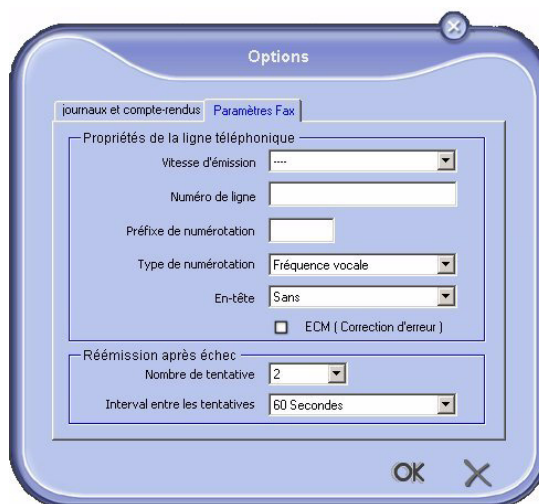 Options
journaux et compte-rendus Paramètres Fax
Propriétés de la ligne téléphonique
Vitesse d'émission ----
Numéro de ligne
Préfixe de numérotation
Type de numérotation Fréquence vocale
En-tête Sans
ECM ( Correction d'erreur )
Réémission après échec
Nombre de tentative 2
Interval entre les tentatives 60 Secondes
OK